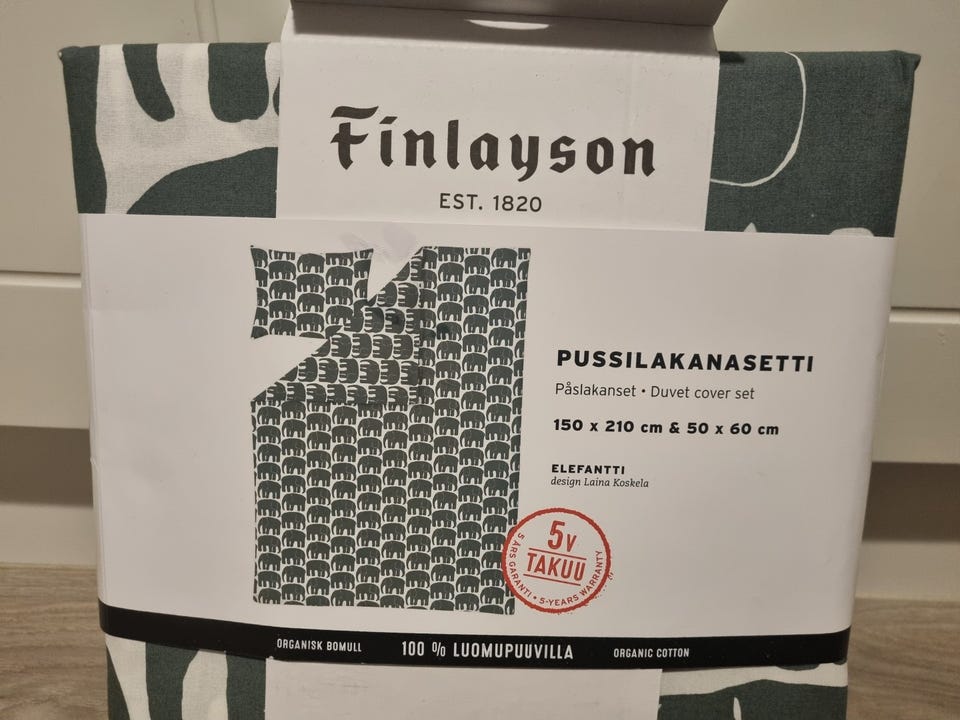 Finlayson
EST. 1820
PUSSILAKANASETTI
Påslakanset • Duvet cover set
150 x 210 cm & 50 x 60 cm
ELEFANTTI
design Laina Koskela
5v
TAKUU
5 ÅRS GARANTI • 5-YEARS WARRANTY
ORGANISK BOMULL 100 % LUOMUPUUVILLA ORGANIC COTTON